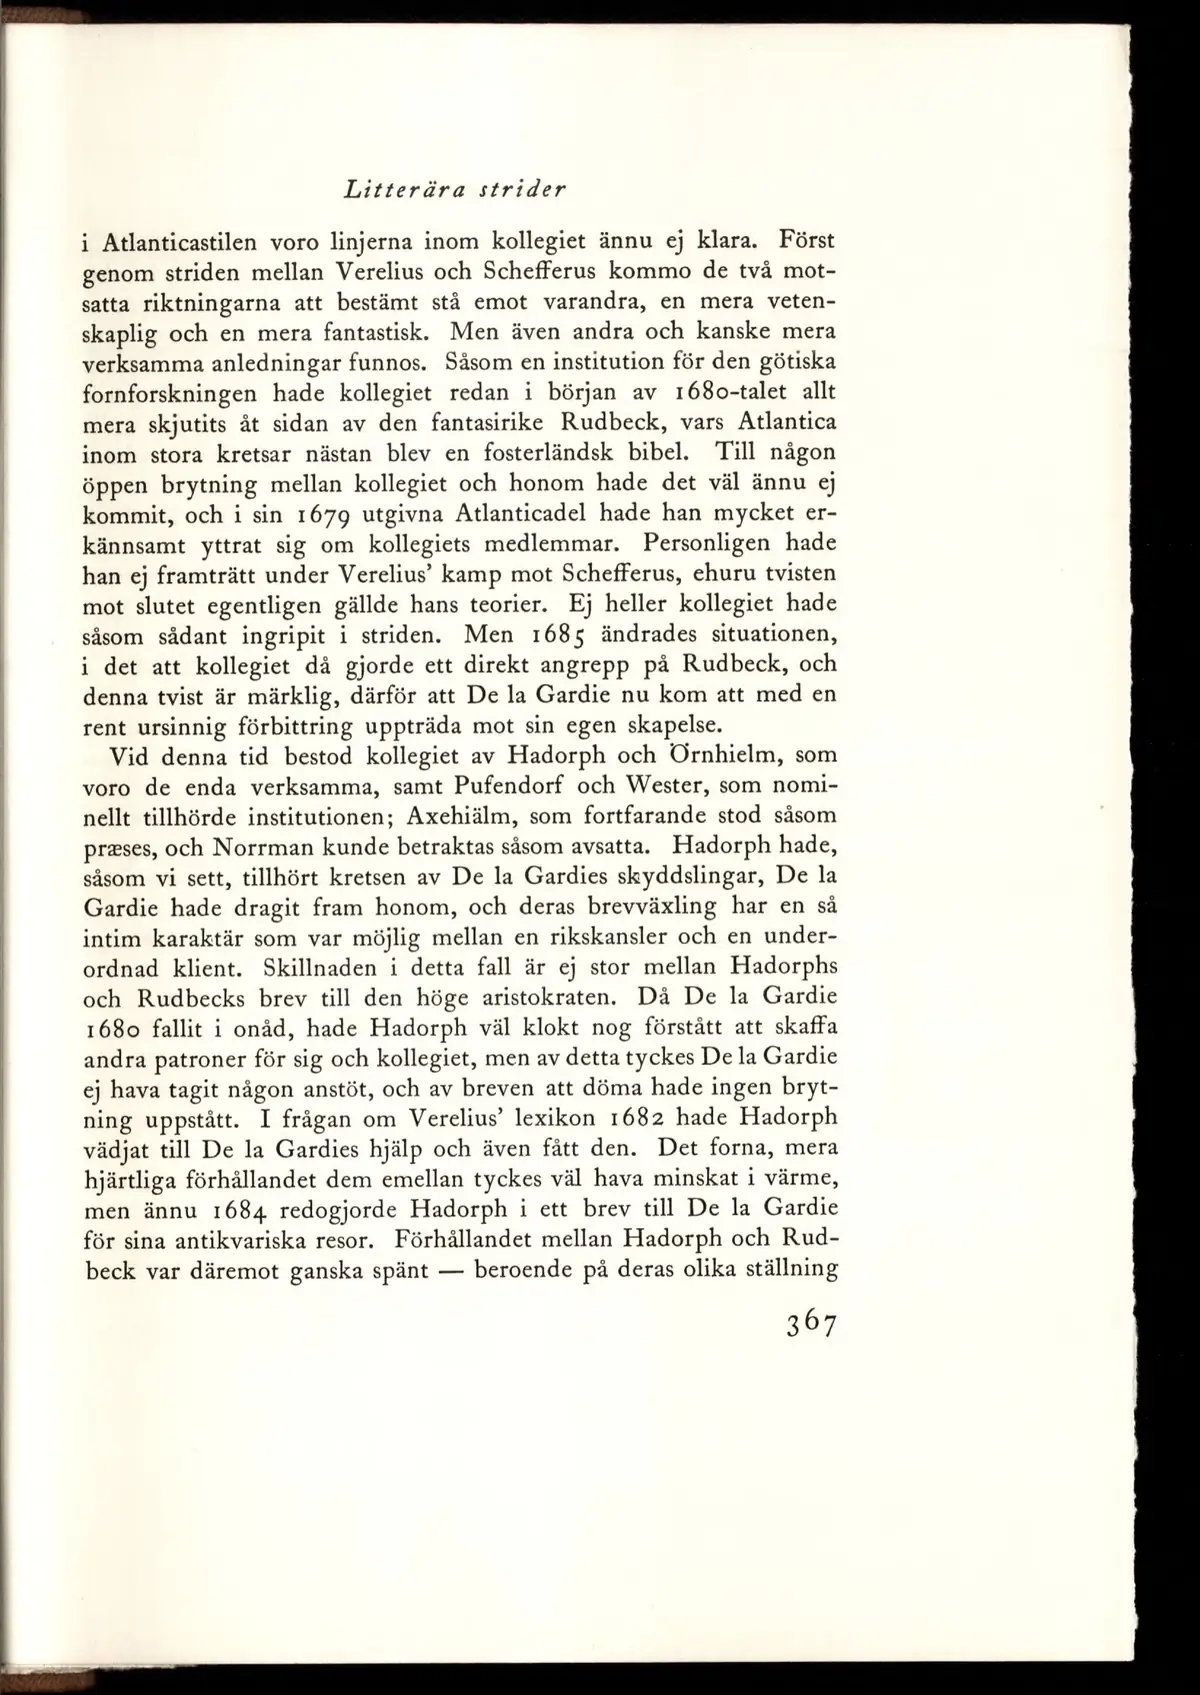 Litterära strider
i Atlanticastilen voro linjerna inom kollegiet ännu ej klara. Först
genom striden mellan Verelius och Schefferus kommo de två mot-
satta riktningarna att bestämt stå emot varandra, en mera veten-
skaplig och en mera fantastisk. Men även andra och kanske mera
verksamma anledningar funnos. Såsom en institution för den götiska
fornforskningen hade kollegiet redan i början av 1680-talet allt
mera skjutits åt sidan av den fantasirike Rudbeck, vars Atlantica
inom stora kretsar nästan blev en fosterländsk bibel. Till någon
öppen brytning mellan kollegiet och honom hade det väl ännu ej
kommit, och i sin 1679 utgivna Atlanticadel hade han mycket er-
kännsamt yttrat sig om kollegiets medlemmar. Personligen hade
han ej framträtt under Verelius’ kamp mot Schefferus, ehuru tvisten
mot slutet egentligen gällde hans teorier. Ej heller kollegiet hade
såsom sådant ingripit i striden. Men 1685 ändrades situationen,
i det att kollegiet då gjorde ett direkt angrepp på Rudbeck, och
denna tvist är märklig, därför att De la Gardie nu kom att med en
rent ursinnig förbittring uppträda mot sin egen skapelse.
Vid denna tid bestod kollegiet av Hadorph och Örnhielm, som
voro de enda verksamma, samt Pufendorf och Wester, som nomi-
nellt tillhörde institutionen; Axehiälm, som fortfarande stod såsom
præses, och Norrman kunde betraktas såsom avsatta. Hadorph hade,
såsom vi sett, tillhört kretsen av De la Gardies skyddslingar, De la
Gardie hade dragit fram honom, och deras brevväxling har en så
intim karaktär som var möjlig mellan en rikskansler och en under-
ordnad klient. Skillnaden i detta fall är ej stor mellan Hadorphs
och Rudbecks brev till den höge aristokraten. Då De la Gardie
1680 fallit i onåd, hade Hadorph väl klokt nog förstått att skaffa
andra patroner för sig och kollegiet, men av detta tyckes De la Gardie
ej hava tagit någon anstöt, och av breven att döma hade ingen bryt-
ning uppstått. I frågan om Verelius’ lexikon 1682 hade Hadorph
vädjat till De la Gardies hjälp och även fått den. Det forna, mera
hjärtliga förhållandet dem emellan tyckes väl hava minskat i värme,
men ännu 1684 redogjorde Hadorph i ett brev till De la Gardie
för sina antikvariska resor. Förhållandet mellan Hadorph och Rud-
beck var däremot ganska spänt — beroende på deras olika ställning
367